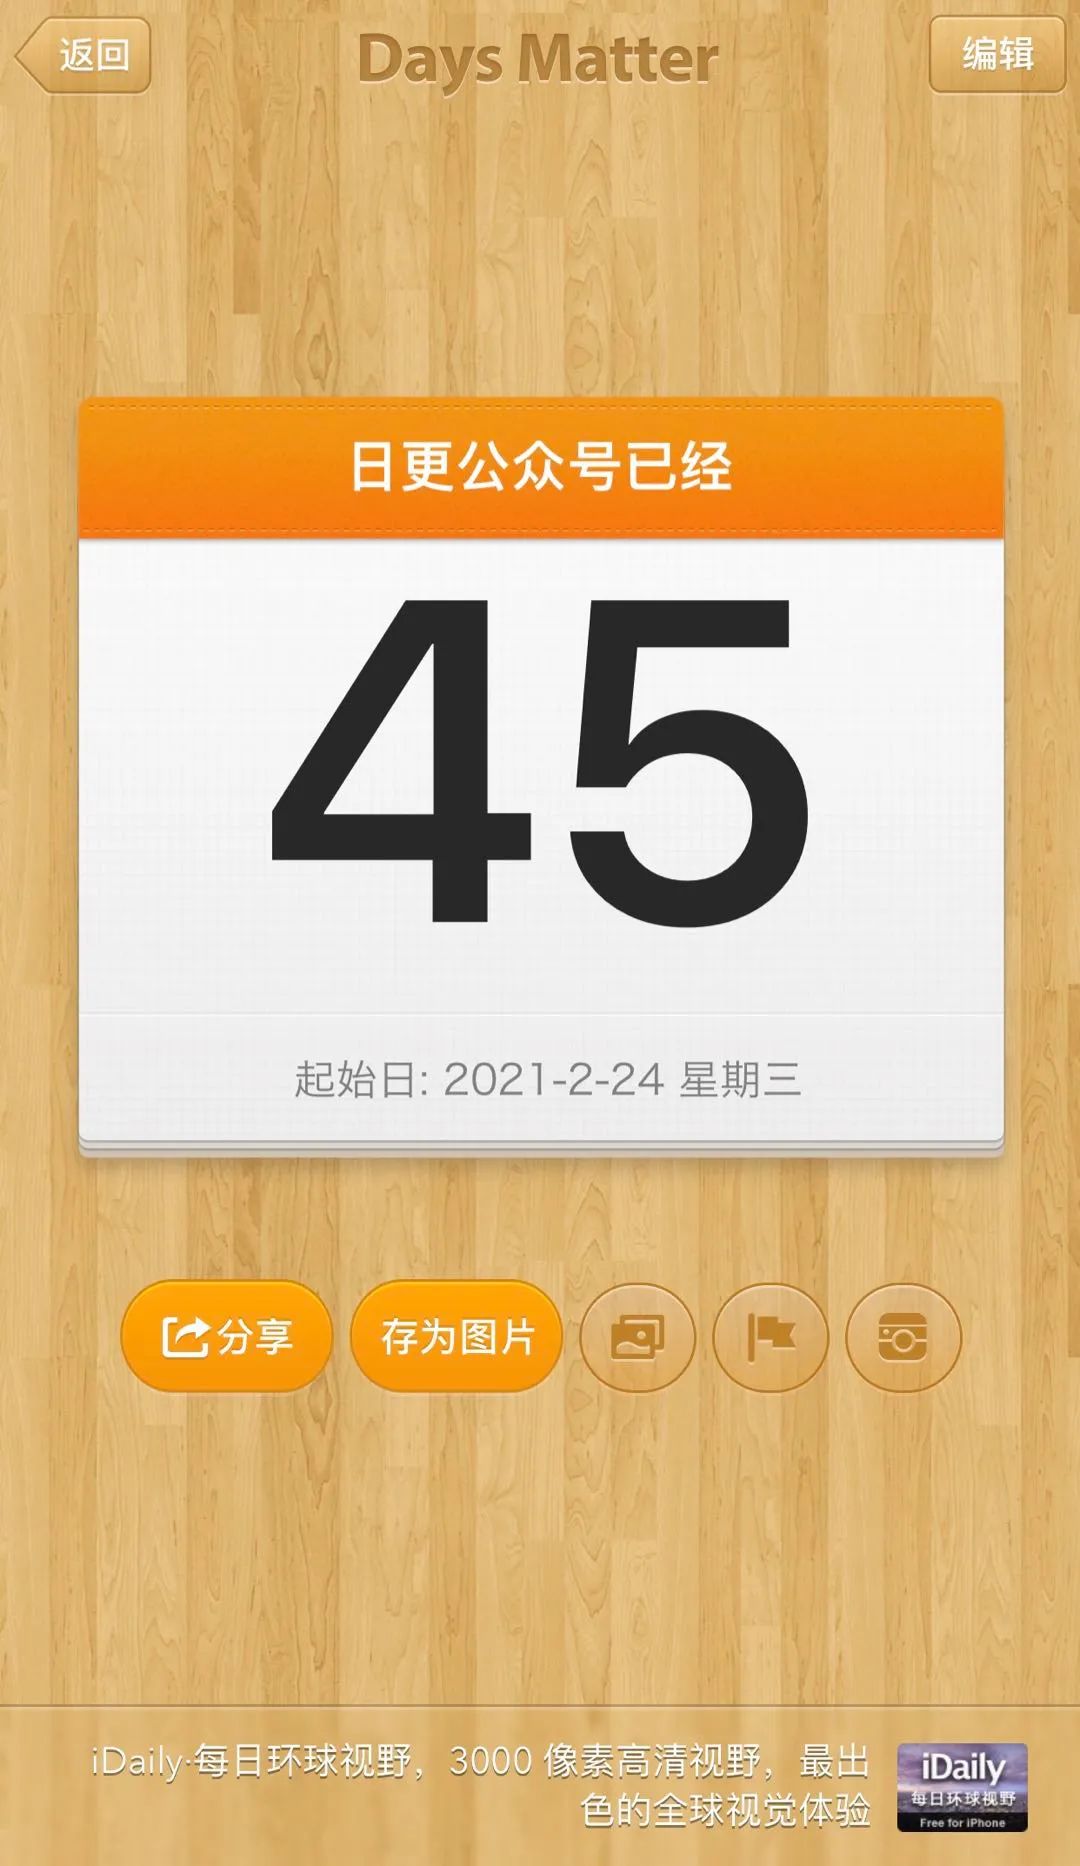 返回
Days Matter
编辑
日更公众号已经
45
起始日: 2021-2-24 星期三
分享
存为图片
iDaily·每日环球视野，3000 像素高清视野，最出
色的全球视觉体验
iDaily
每日环球视野
Free for iPhone